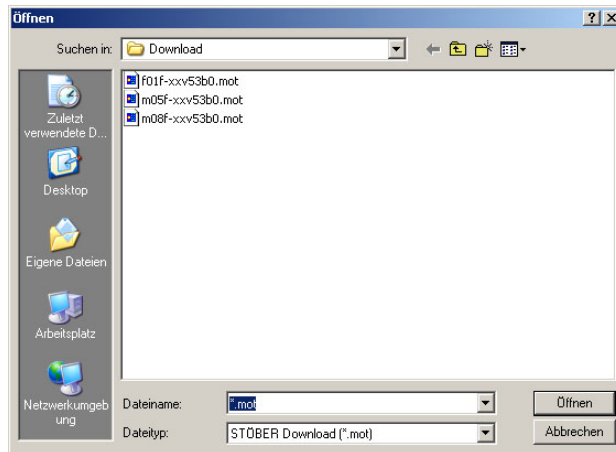 Öffnen
Suchen in: Download
f01f-xxv53b0.mot
m05f-xxv53b0.mot
m08f-xxv53b0.mot
Zuletzt
verwendete D...
Desktop
Eigene Dateien
Arbeitsplatz
Netzwerkumgeb
ung
Dateiname: *.mot Öffnen
Dateityp: STÖBER Download (*.mot) Abbrechen